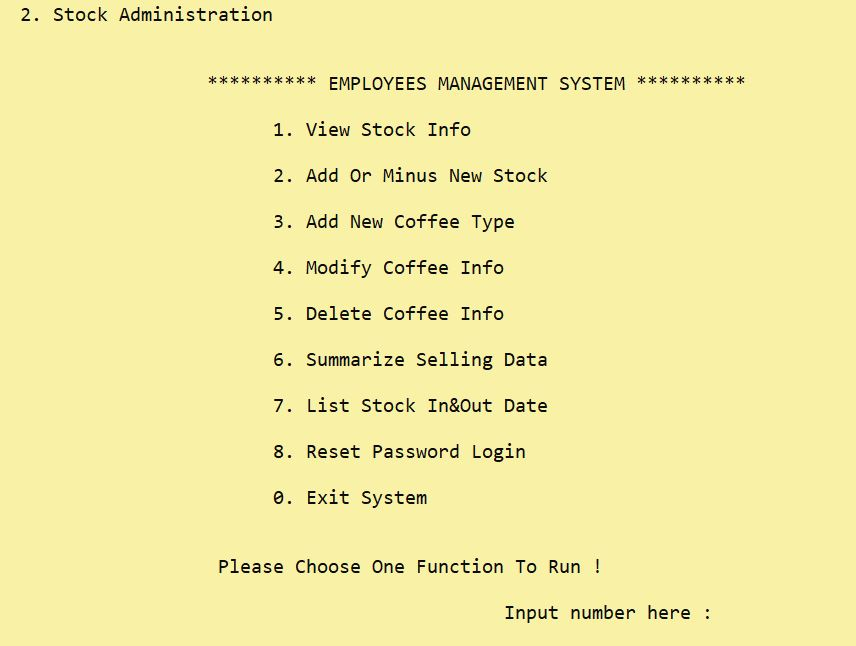 2. Stock Administration
********** EMPLOYEES MANAGEMENT SYSTEM **********
1. View Stock Info
2. Add Or Minus New Stock
3. Add New Coffee Type
4. Modify Coffee Info
5. Delete Coffee Info
6. Summarize Selling Data
7. List Stock In&Out Date
8. Reset Password Login
0. Exit System
Please Choose One Function To Run !
Input number here :